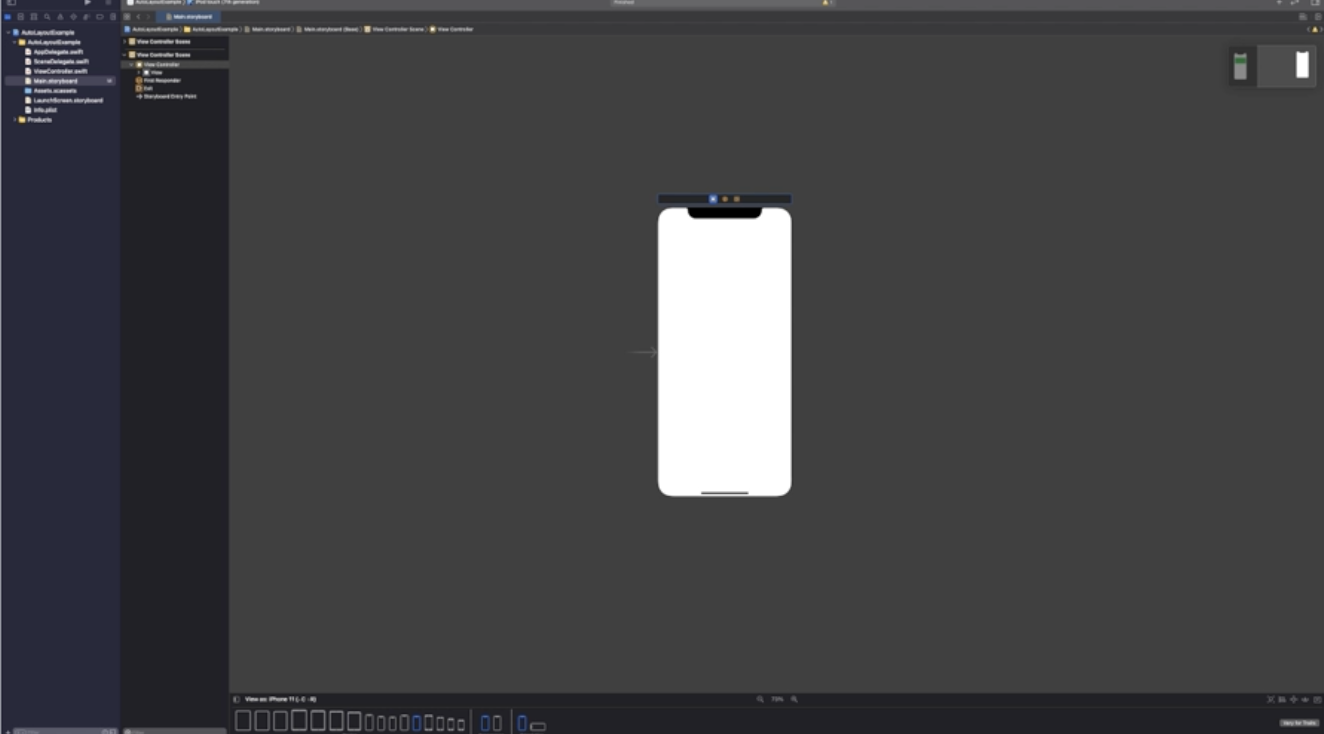 AutoLayoutExample iPod touch (7th generation)
Finished
Main.storyboard
AutoLayoutExample AutoLayoutExample Main.storyboard Main.storyboard (Base) View Controller Scene View Controller
AutoLayoutExample
AutoLayoutExample
AppDelegate.swift
SceneDelegate.swift
ViewController.swift
Main.storyboard
Assets.xcassets
LaunchScreen.storyboard
Info.plist
Products
View Controller Scene
View Controller Scene
View Controller
View
First Responder
Exit
Storyboard Entry Point
View as: iPhone 11 (
Vary for Traits